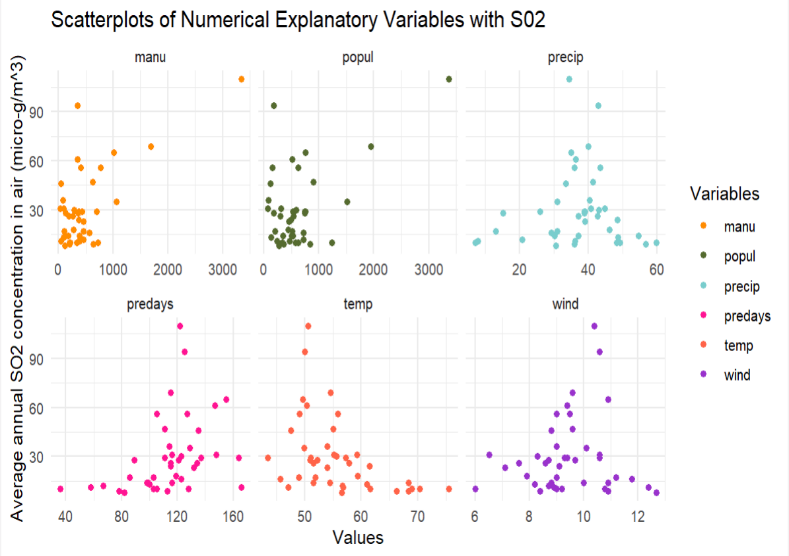 Scatterplots of Numerical Explanatory Variables with S02
manu popul precip
90
60
30
0 1000 2000 3000 0 1000 2000 3000 20 40 60
predays temp wind
90
60
30
40 80 120 160 50 60 70 6 8 10 12
Values
Average annual SO2 concentration in air (micro-g/m^3)
Variables
manu
popul
precip
predays
temp
wind